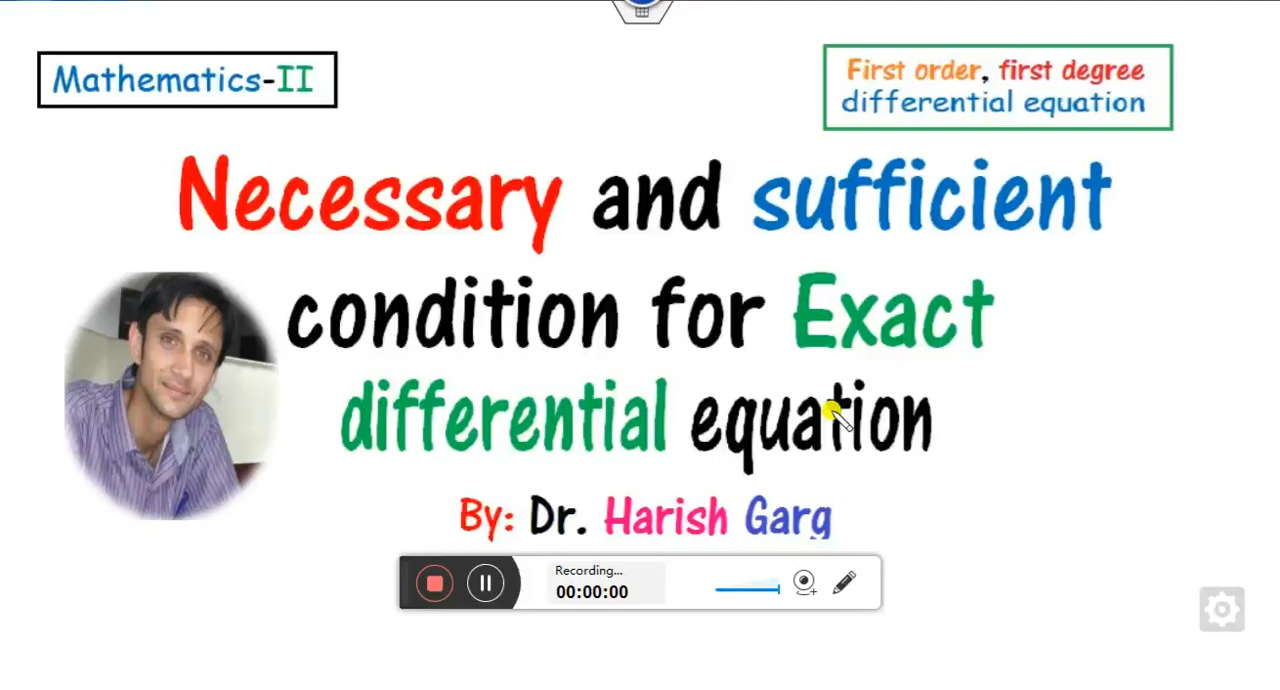 Mathematics-II
First order, first degree
differential equation
Necessary and sufficient
condition for Exact
differential equation
By: Dr. Harish Garg
Recording...
00:00:00